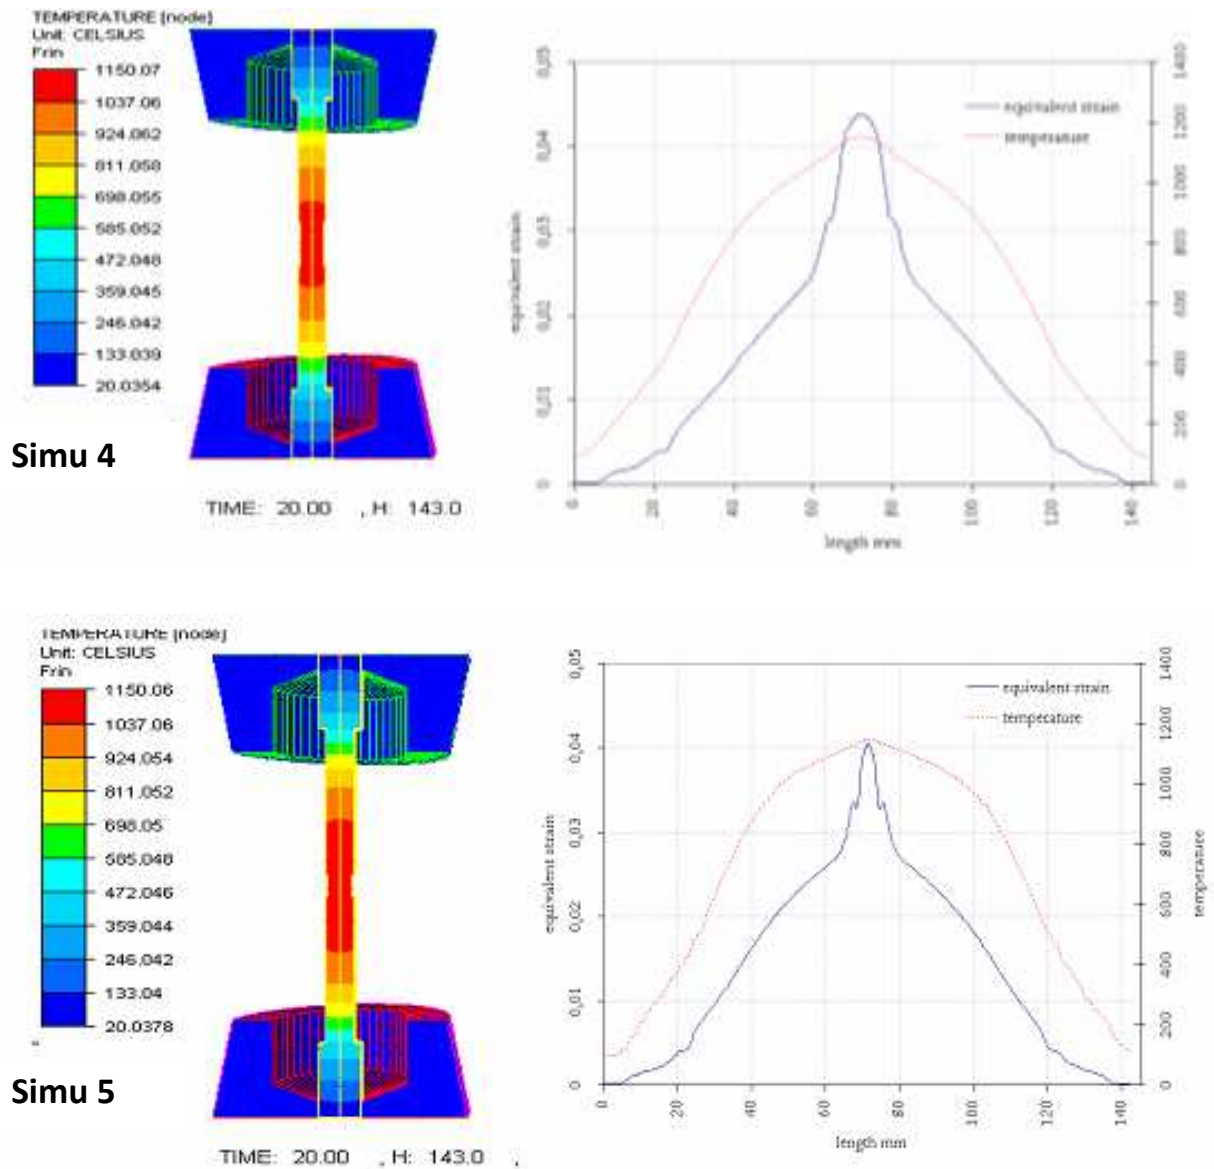 TEMPERATURE [node]
Unit: CELSIUS
Frin
1150.07
1037.06
924.062
811.058
698.055
585.052
472.048
359.045
246.042
133.039
20.0354
Simu 4
TIME: 20.00 , H: 143.0
equivalent strain
temperature
0,05
0,04
0,03
0,02
0,01
0
equivalent strain
1400
1200
1000
800
600
400
200
0
0 20 40 60 80 100 120 140
length mm
TEMPERATURE [node]
Unit: CELSIUS
Frin
1150.06
1037.06
924.054
811.052
698.05
585.048
472.046
359.044
246.042
133.04
20.0378
Simu 5
TIME: 20.00 , H: 143.0 ,
equivalent strain
temperature
0,05
0,04
0,03
0,02
0,01
0
equivalent strain
1400
1200
1000
800
600
400
200
0
temperature
0 20 40 60 80 100 120 140
length mm